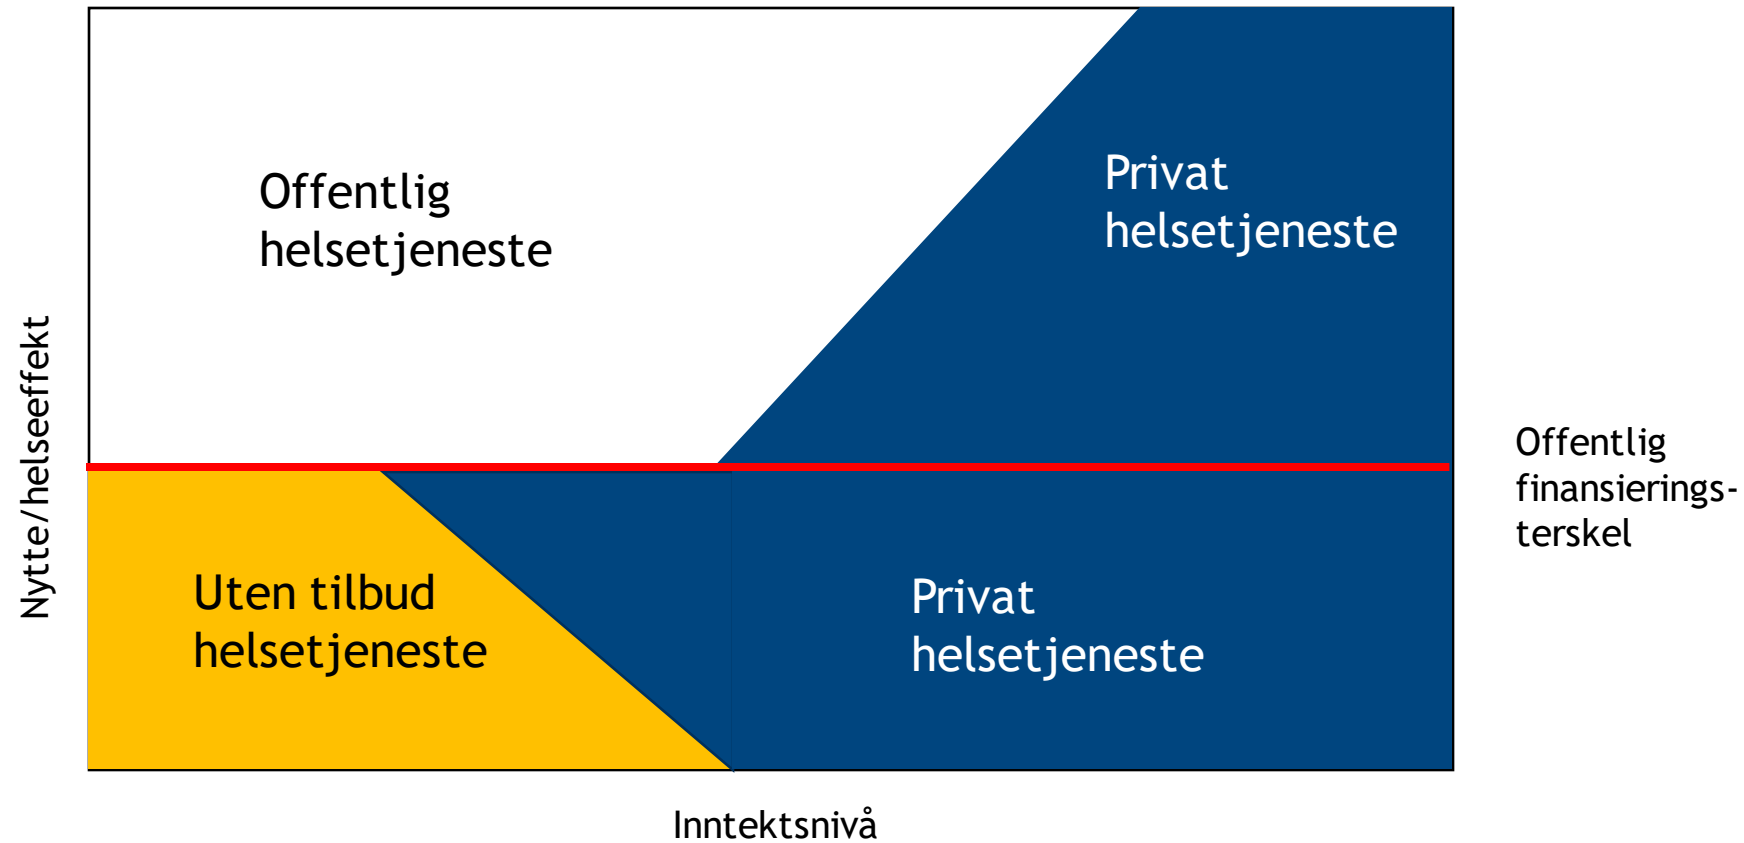 Offentlig
helsetjeneste
Privat
helsetjeneste
Nytte/helseeffekt
Offentlig
finansierings-
terskel
Uten tilbud
helsetjeneste
Privat
helsetjeneste
Inntektsnivå